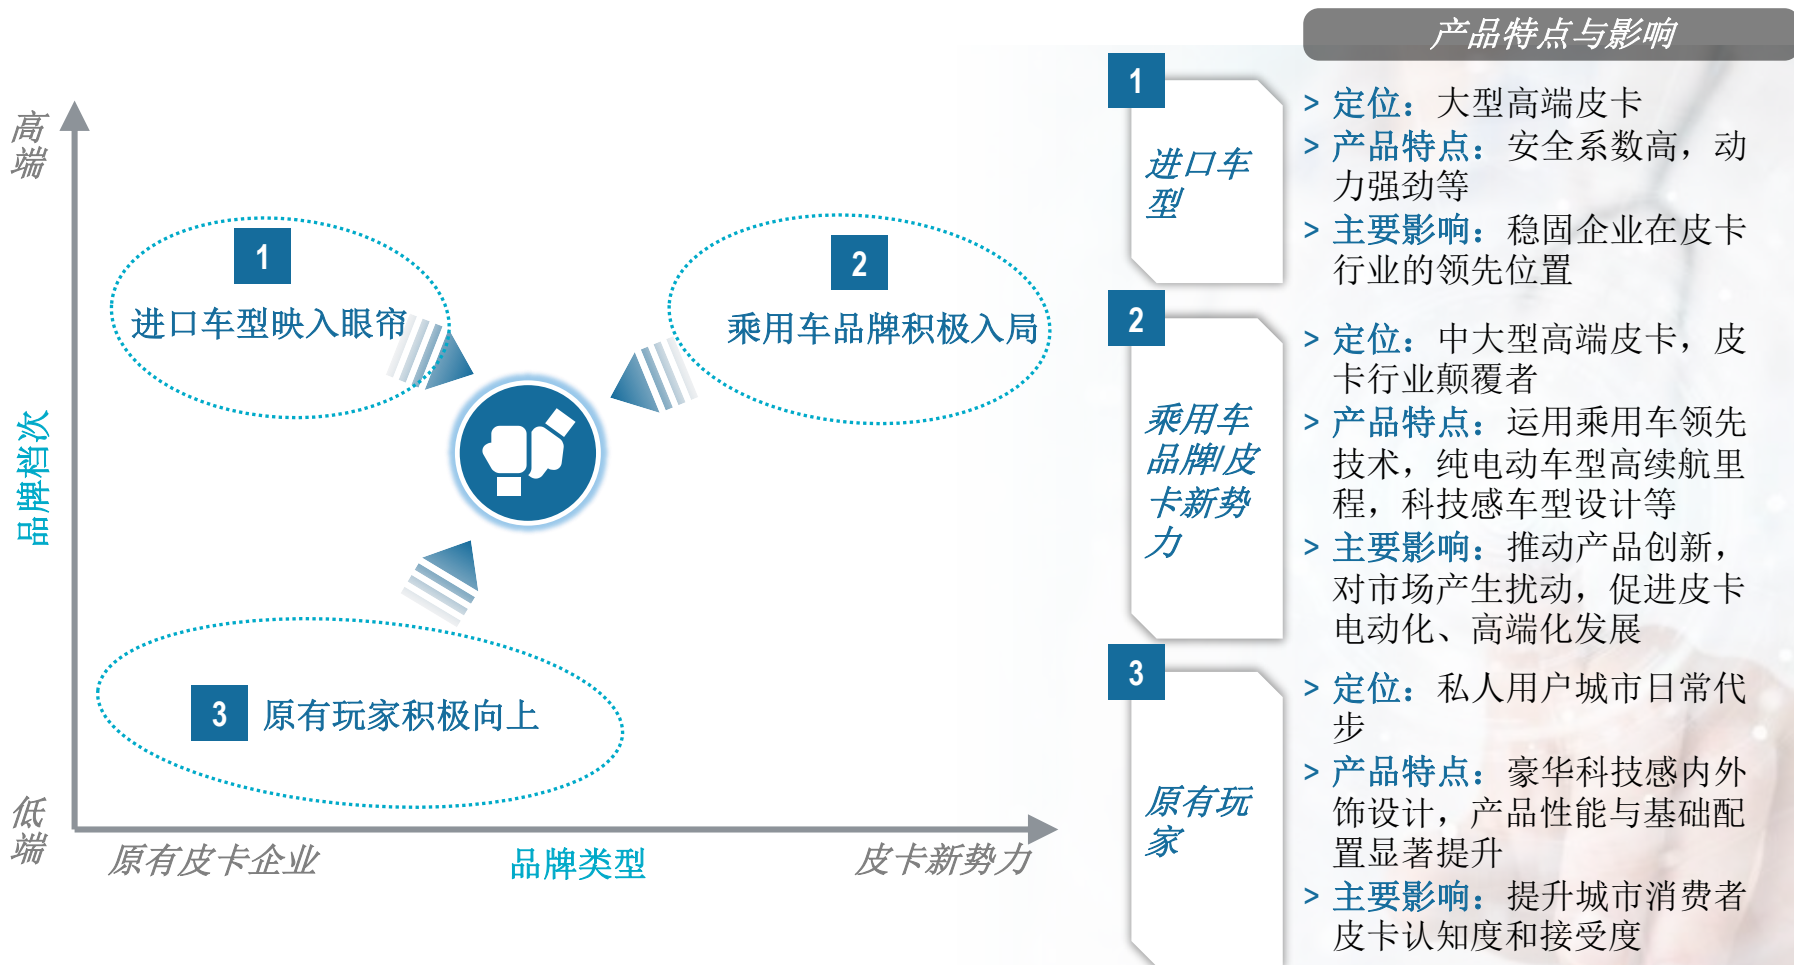 高
端
品牌档次
低
端
1
进口车型映入眼帘
2
乘用车品牌积极入局
3
原有玩家积极向上
原有皮卡企业
品牌类型
皮卡新势力
产品特点与影响
1
进口车
型
> 定位：大型高端皮卡
> 产品特点：安全系数高，动
力强劲等
> 主要影响：稳固企业在皮卡
行业的领先位置
2
乘用车
品牌/皮
卡新势
力
> 定位：中大型高端皮卡，皮
卡行业颠覆者
> 产品特点：运用乘用车领先
技术，纯电动车型高续航里
程，科技感车型设计等
> 主要影响：推动产品创新，
对市场产生扰动，促进皮卡
电动化、高端化发展
3
原有玩
家
> 定位：私人用户城市日常代
步
> 产品特点：豪华科技感内外
饰设计，产品性能与基础配
置显著提升
> 主要影响：提升城市消费者
皮卡认知度和接受度